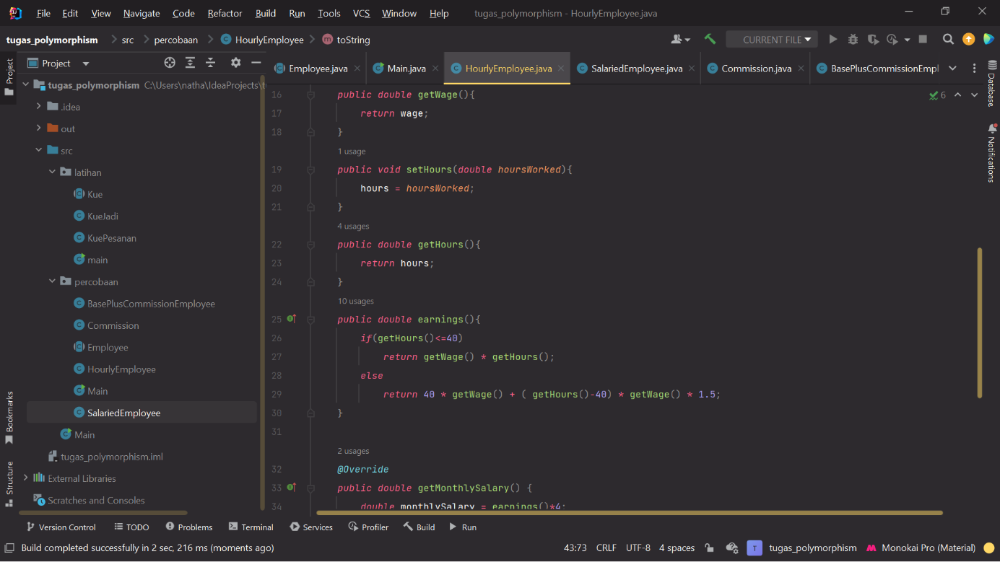 File Edit View Navigate Code Refactor Build Run Tools VCS Window Help tugas_polymorphism - HourlyEmployee.java
tugas_polymorphism src percobaan HourlyEmployee toString CURRENT FILE
Project
Project
Employee.java Main.java HourlyEmployee.java SalariedEmployee.java Commission.java BasePlusCommissionEmpl
tugas_polymorphism C:\Users\natha\IdeaProjects\t
.idea
out
src
latihan
Kue
KueJadi
KuePesanan
main
percobaan
BasePlusCommissionEmployee
Commission
Employee
HourlyEmployee
Main
SalariedEmployee
Main
tugas_polymorphism.iml
External Libraries
Scratches and Consoles
Bookmarks
Structure
6
16 public double getWage(){
17 return wage;
18 }
1 usage
19 public void setHours(double hoursWorked){
20 hours = hoursWorked;
21 }
4 usages
22 public double getHours(){
23 return hours;
24 }
10 usages
25 public double earnings(){
26 if(getHours()<=40)
27 return getWage() * getHours();
28 else
29 return 40 * getWage() + ( getHours()-40) * getWage() * 1.5;
30 }
31
2 usages
32 @Override
33 public double getMonthlySalary() {
34 double monthlySalary = earnings()*4;
Database
Notifications
Version Control TODO Problems Terminal Services Profiler Build Run
Build completed successfully in 2 sec, 216 ms (moments ago) 43:73 CRLF UTF-8 4 spaces T tugas_polymorphism Monokai Pro (Material)